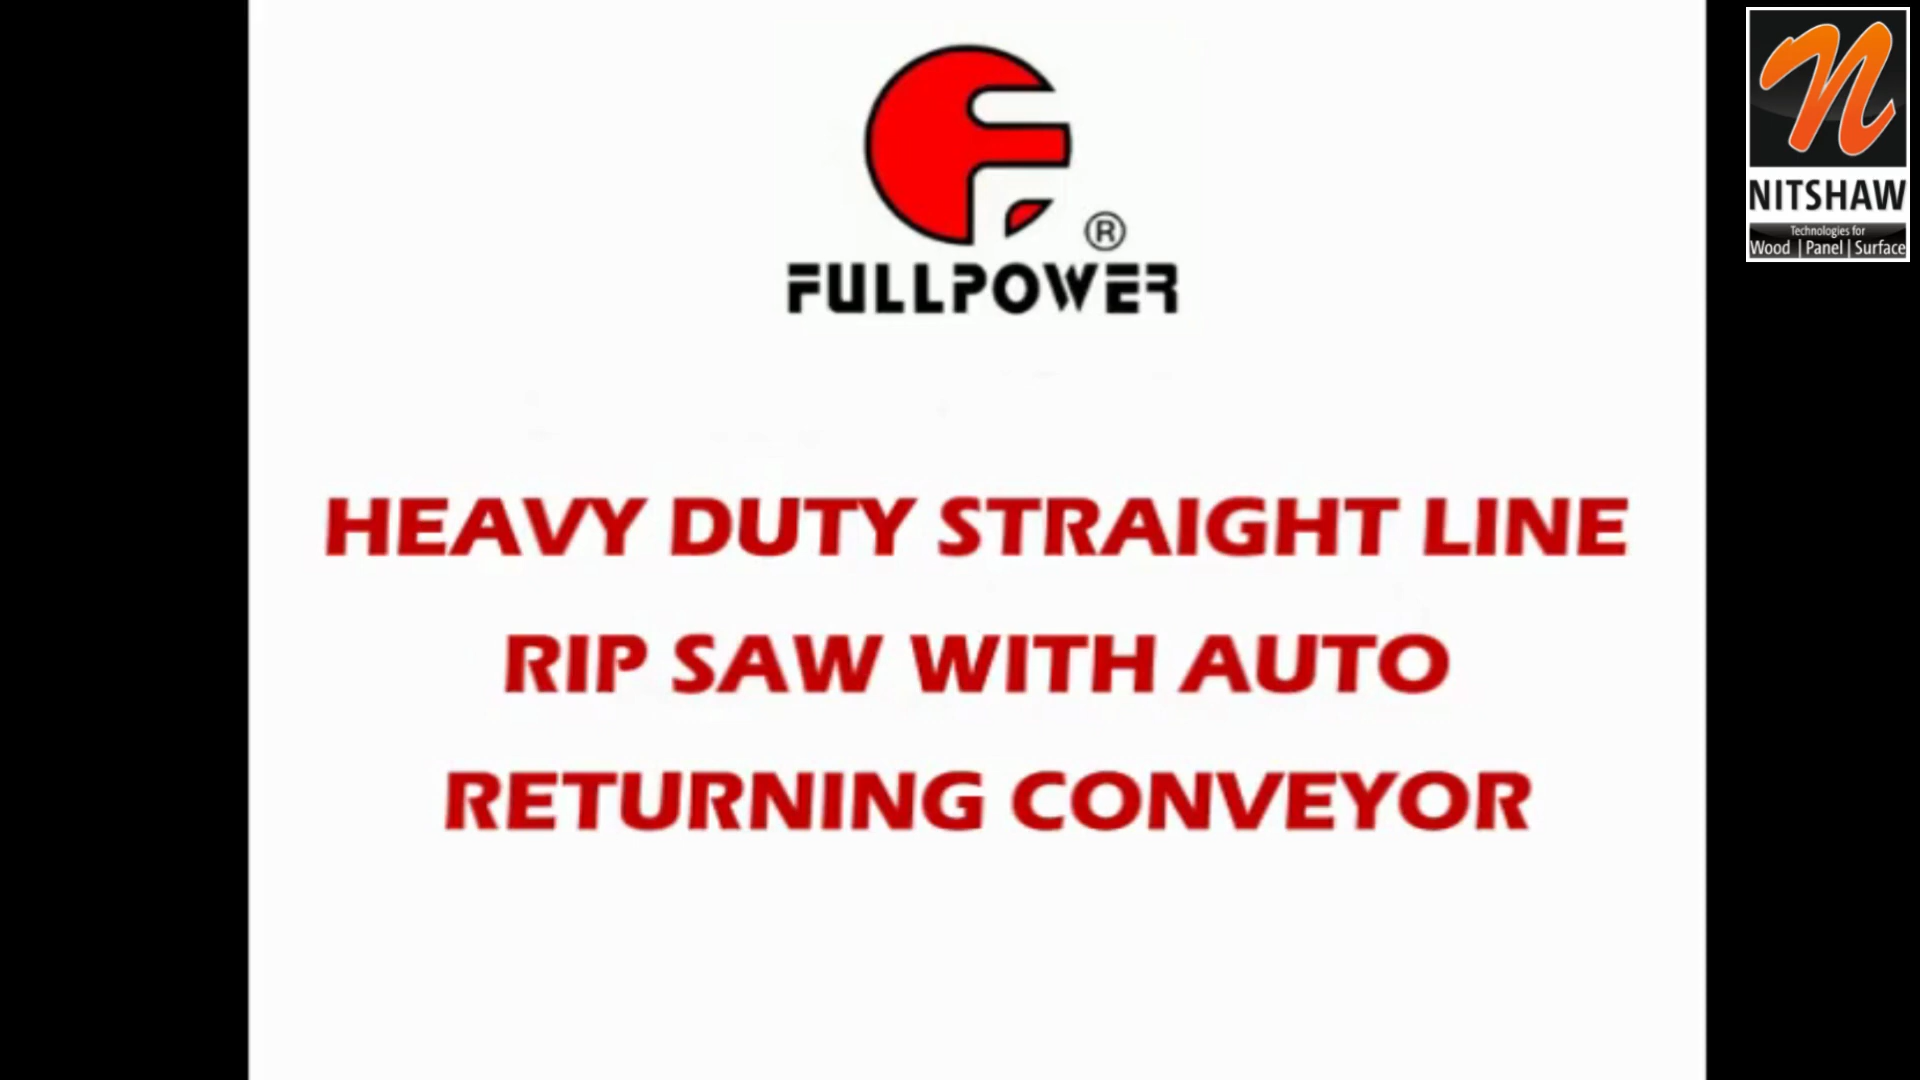 ®
FULLPOWER
HEAVY DUTY STRAIGHT LINE
RIP SAW WITH AUTO
RETURNING CONVEYOR
NITSHAW
Technologies for
Wood | Panel | Surface